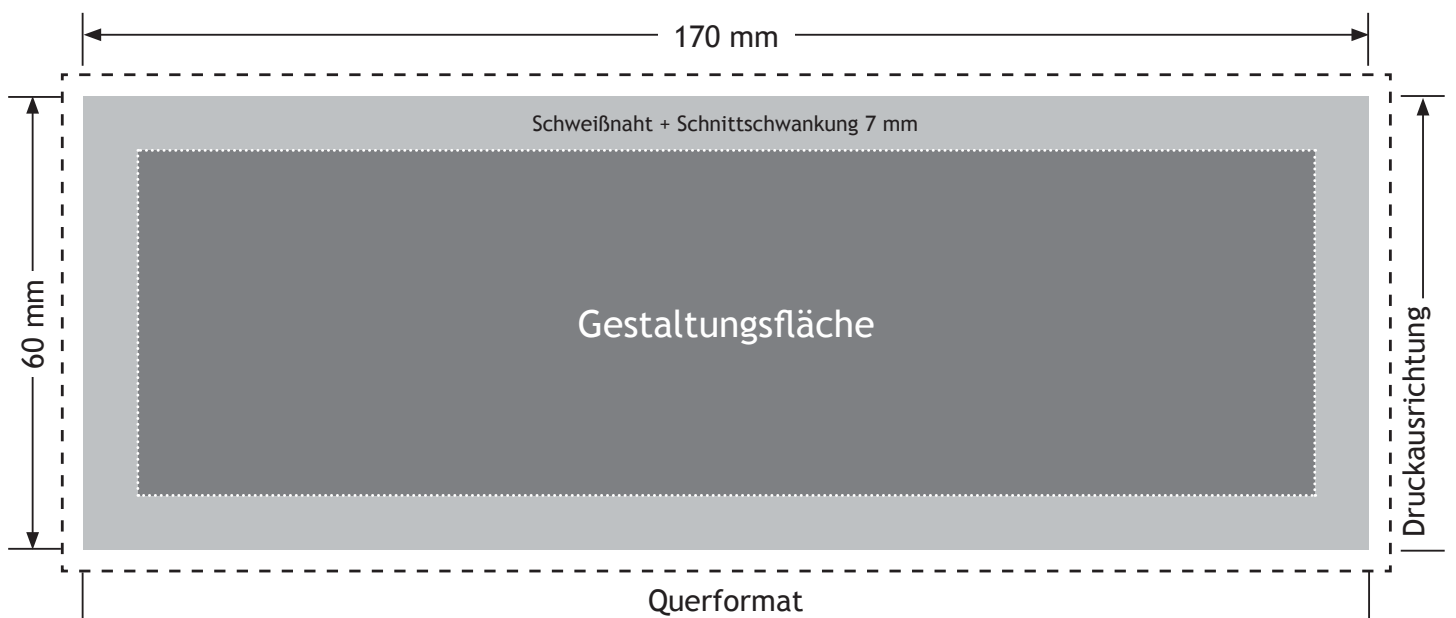 170 mm
Schweißnaht + Schnittschwankung 7 mm
60 mm
Gestaltungsfläche
Druckausrichtung
Querformat